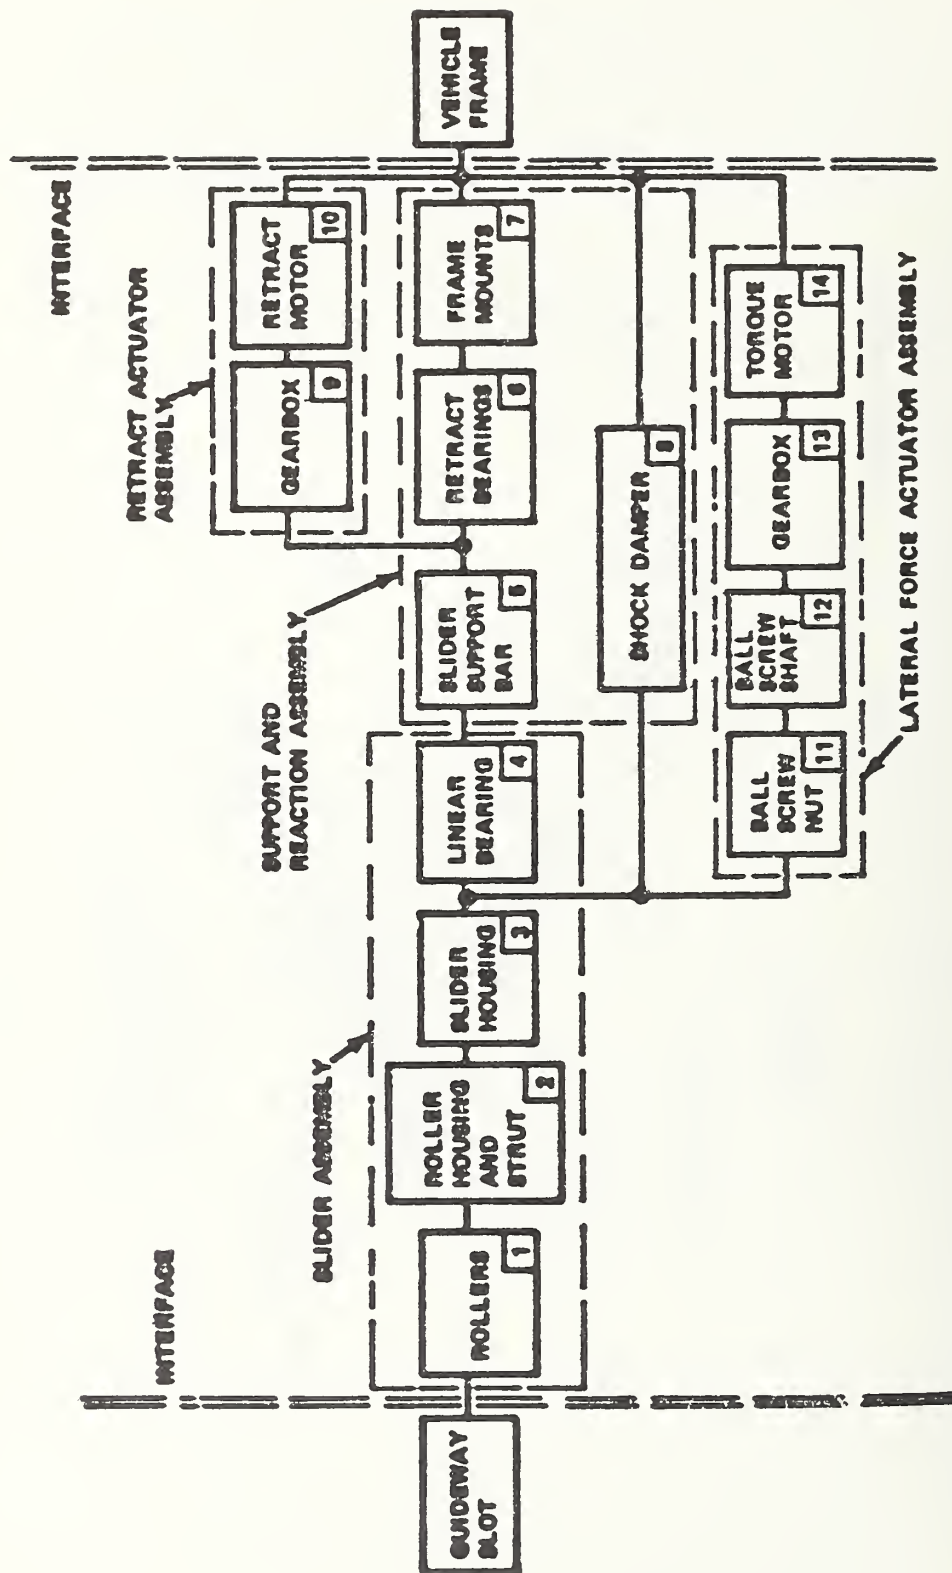 INTERFACE
INTERFACE
GUIDEWAY
SLOT
VEHICLE
FRAME
SLIDER ASSEMBLY
SUPPORT AND
REACTION ASSEMBLY
RETRACT ACTUATOR
ASSEMBLY
LATERAL FORCE ACTUATOR ASSEMBLY
ROLLERS
1
ROLLER
HOUSING
AND
STRUT
2
SLIDER
HOUSING
3
LINEAR
BEARING
4
SLIDER
SUPPORT
BAR
5
RETRACT
BEARINGS
6
FRAME
MOUNTS
7
SHOCK DAMPER
8
GEARBOX
9
RETRACT
MOTOR
10
BALL
SCREW
NUT
11
BALL
SCREW
SHAFT
12
GEARBOX
13
TORQUE
MOTOR
14